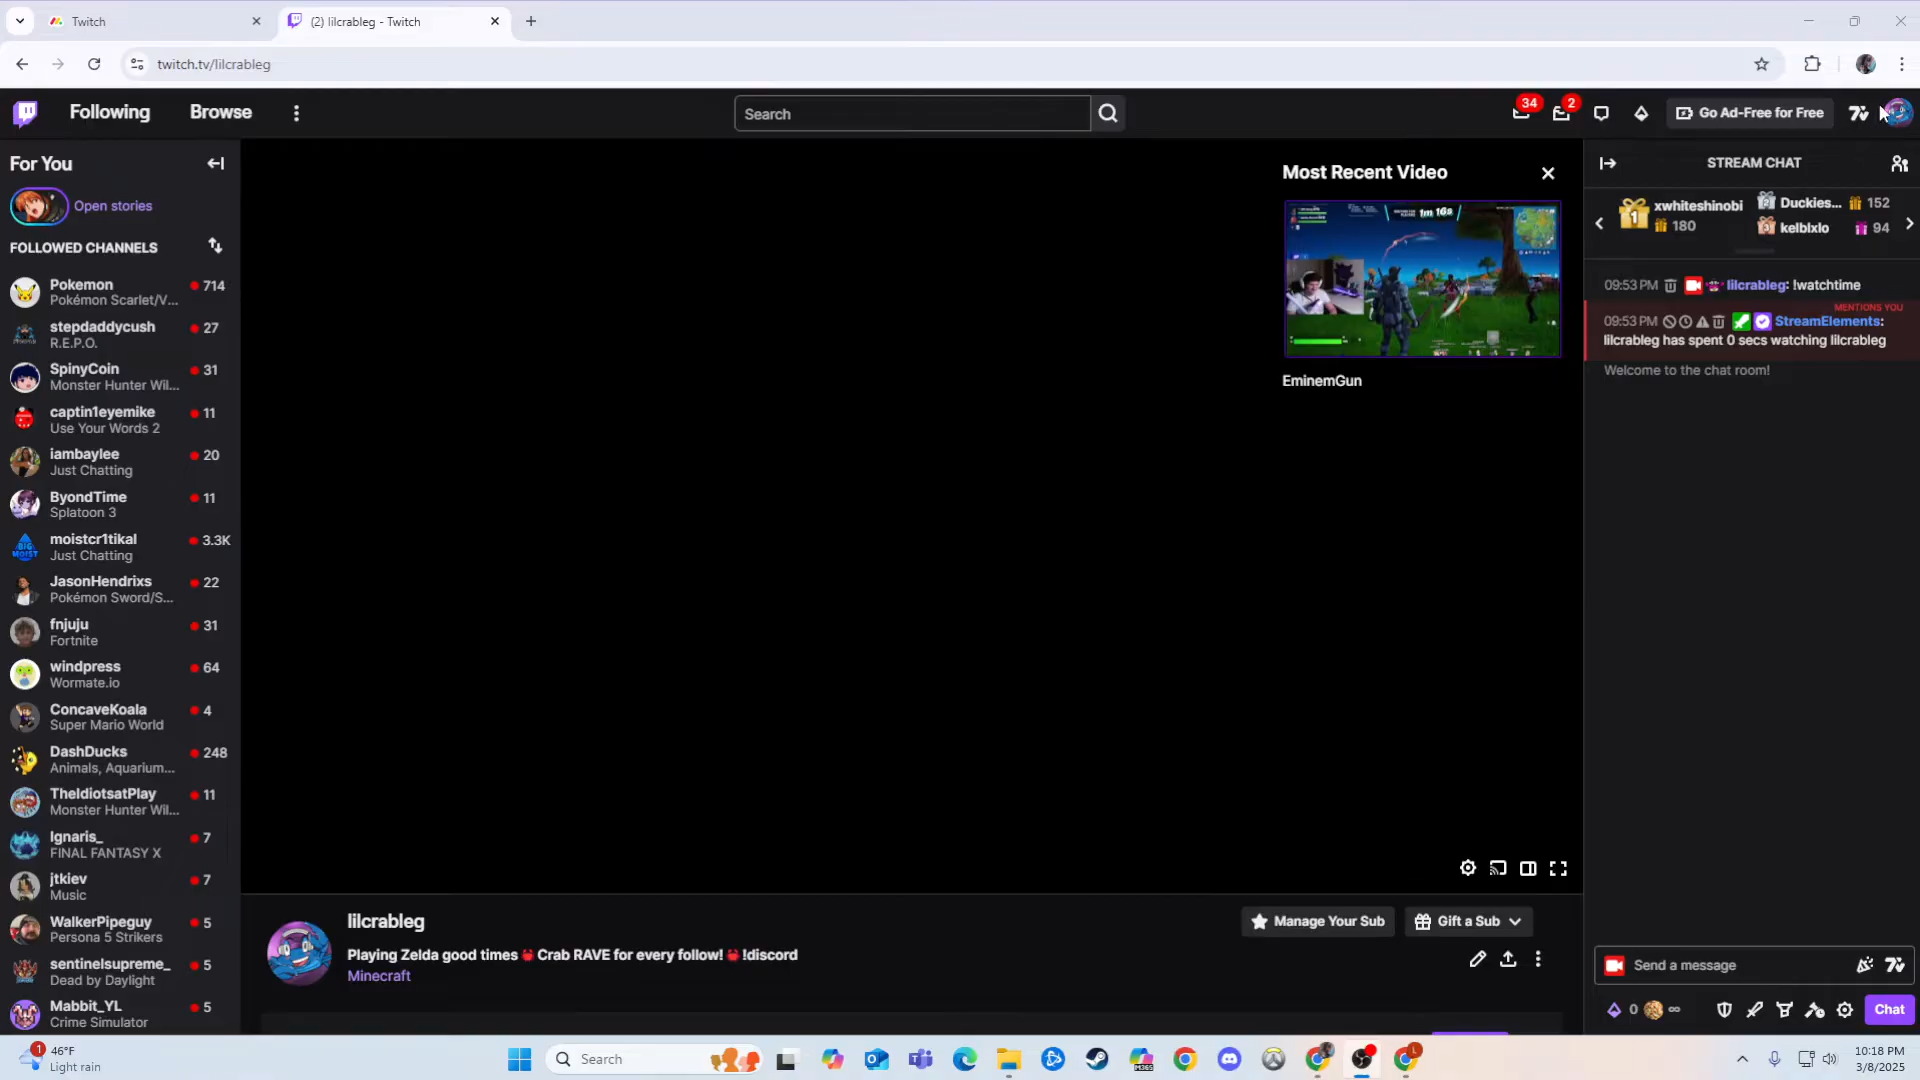 Twitch
(2) lilcrableg - Twitch
twitch.tv/lilcrableg
Following
Browse
Search
34
2
Go Ad-Free for Free
For You
Open stories
FOLLOWED CHANNELS
Pokemon
714
Pokémon Scarlet/V...
stepdaddycush
27
R.E.P.O.
SpinyCoin
31
Monster Hunter Wil...
captin1eyemike
11
Use Your Words 2
iambaylee
20
Just Chatting
ByondTime
11
Splatoon 3
moistcr1tikal
3.3K
Just Chatting
JasonHendrixs
22
Pokémon Sword/S...
fnjuju
31
Fortnite
windpress
64
Wormate.io
ConcaveKoala
4
Super Mario World
DashDucks
248
Animals, Aquarium...
TheIdiotsatPlay
11
Monster Hunter Wil...
Ignaris_
7
FINAL FANTASY X
jtkiev
7
Music
WalkerPipeguy
5
Persona 5 Strikers
sentinelsupreme_
5
Dead by Daylight
Mabbit_YL
5
Crime Simulator
Most Recent Video
1m 16s
EminemGun
lilcrableg
Playing Zelda good times🦀Crab RAVE for every follow!🦀!discord
Minecraft
Manage Your Sub
Gift a Sub
STREAM CHAT
1
xwhiteshinobi
180
Duckies...
152
kelblxlo
94
09:53 PM lilcrableg: !watchtime
MENTIONS YOU
09:53 PM StreamElements:
lilcrableg has spent 0 secs watching lilcrableg
Welcome to the chat room!
Send a message
0
∞
Chat
1
46°F
Light rain
Search
M365
L
10:18 PM
3/8/2025